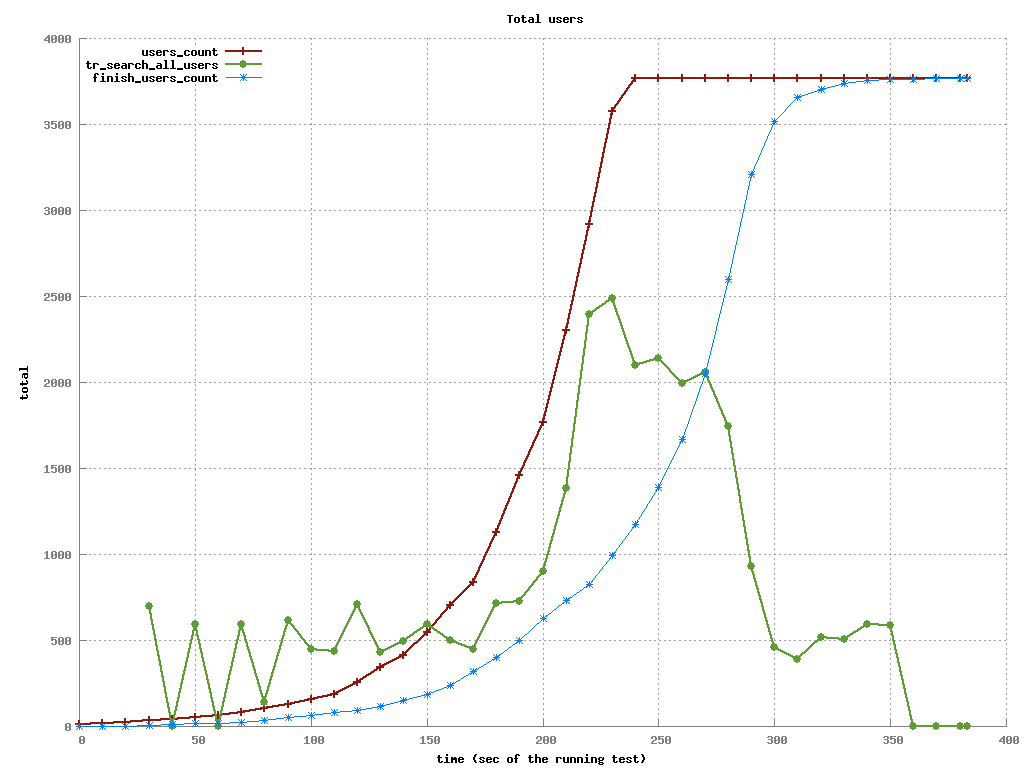 Total users
4000
3500
3000
2500
2000
1500
1000
500
0
users_count
tr_search_all_users
finish_users_count
total
0 50 100 150 200 250 300 350 400
time (sec of the running test)